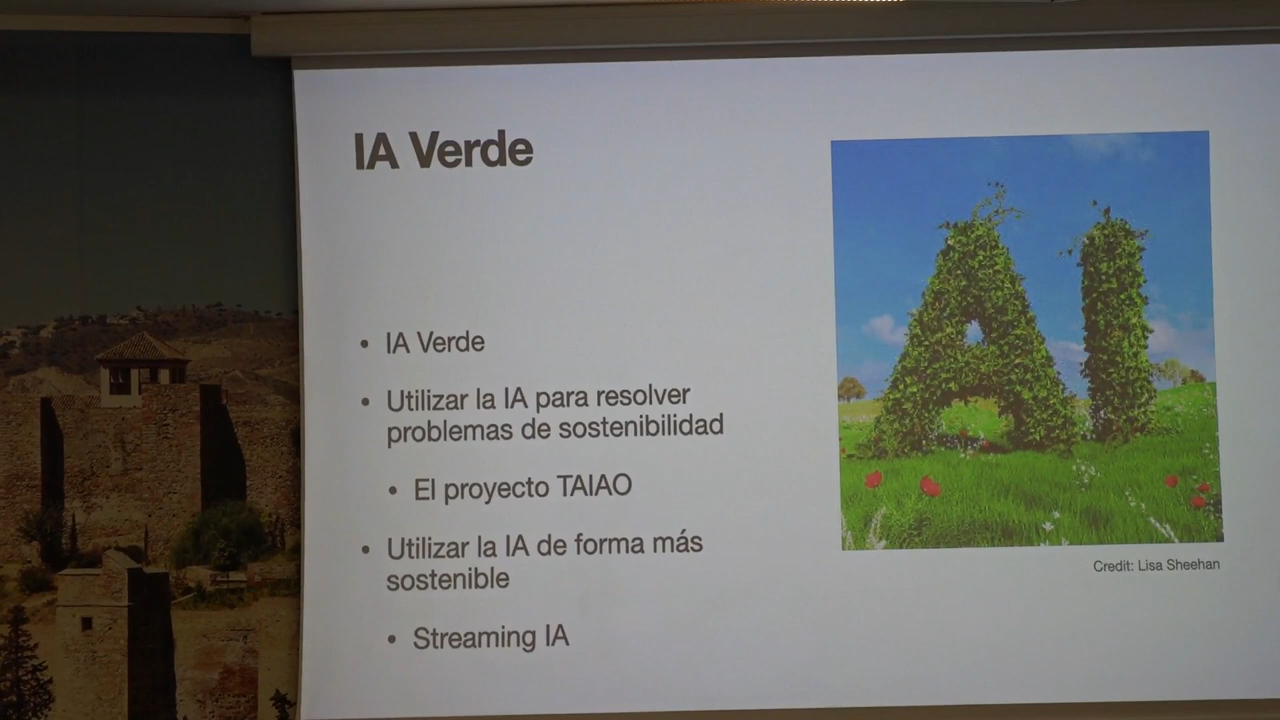 IA Verde
• IA Verde
• Utilizar la IA para resolver
problemas de sostenibilidad
• El proyecto TAIAO
• Utilizar la IA de forma más
sostenible
• Streaming IA
AI
Credit: Lisa Sheehan